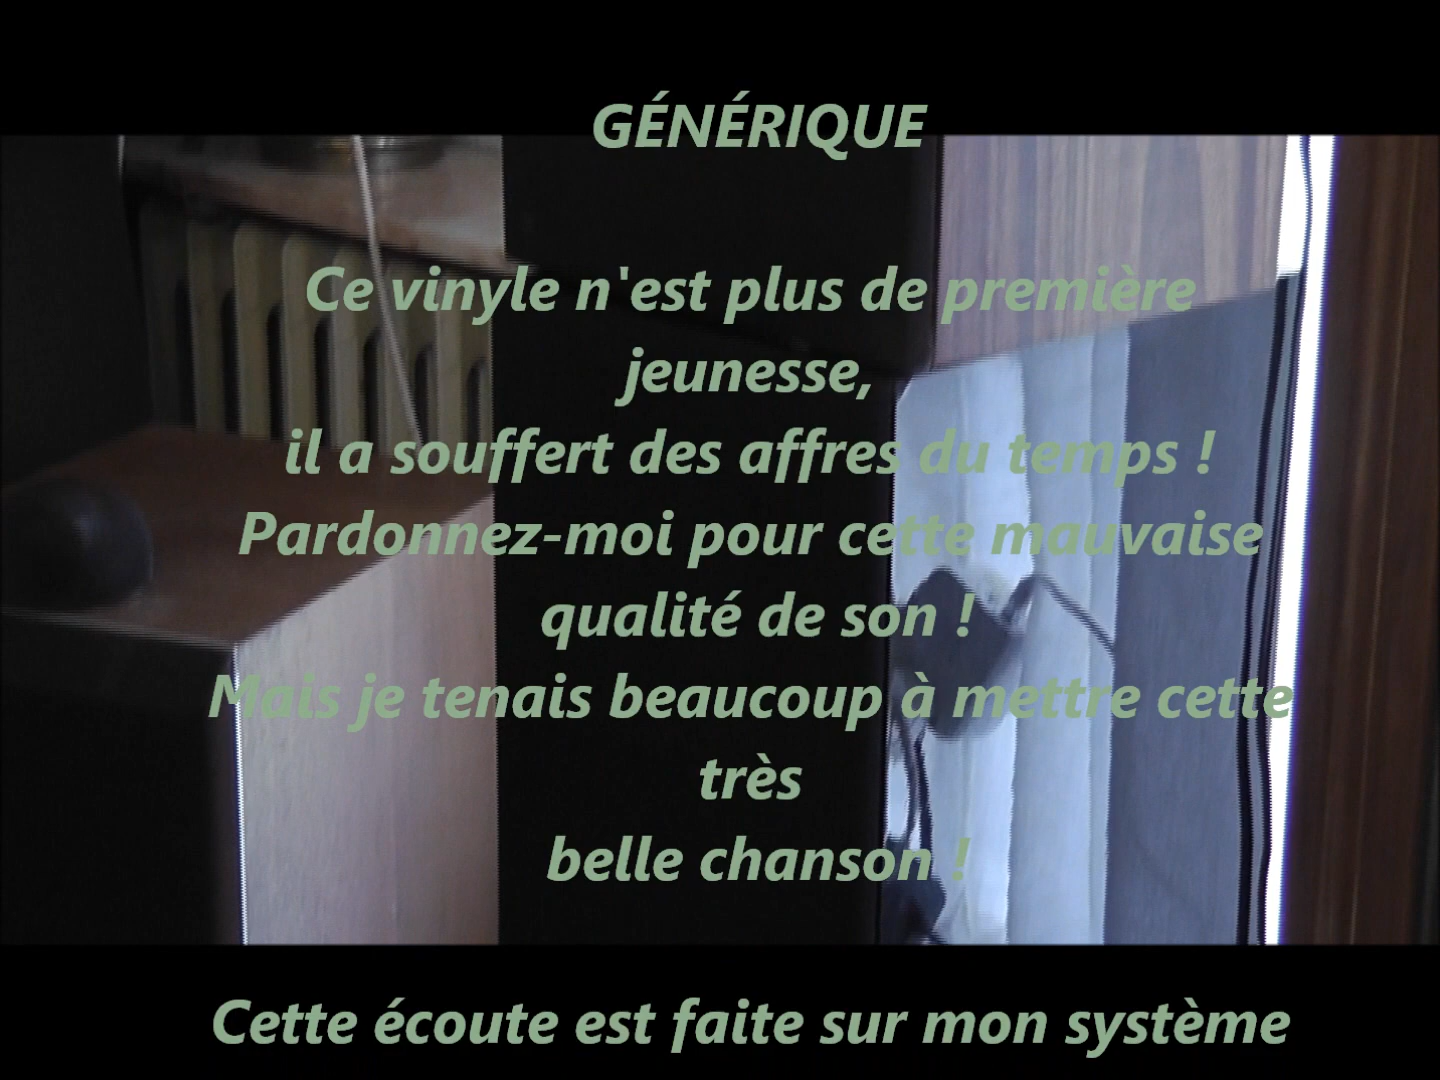 GÉNÉRIQUE
Ce vinyle n'est plus de première
jeunesse,
il a souffert des affres du temps !
Pardonnez-moi pour cette mauvaise
qualité de son !
Mais je tenais beaucoup à mettre cette
très
belle chanson !
Cette écoute est faite sur mon système